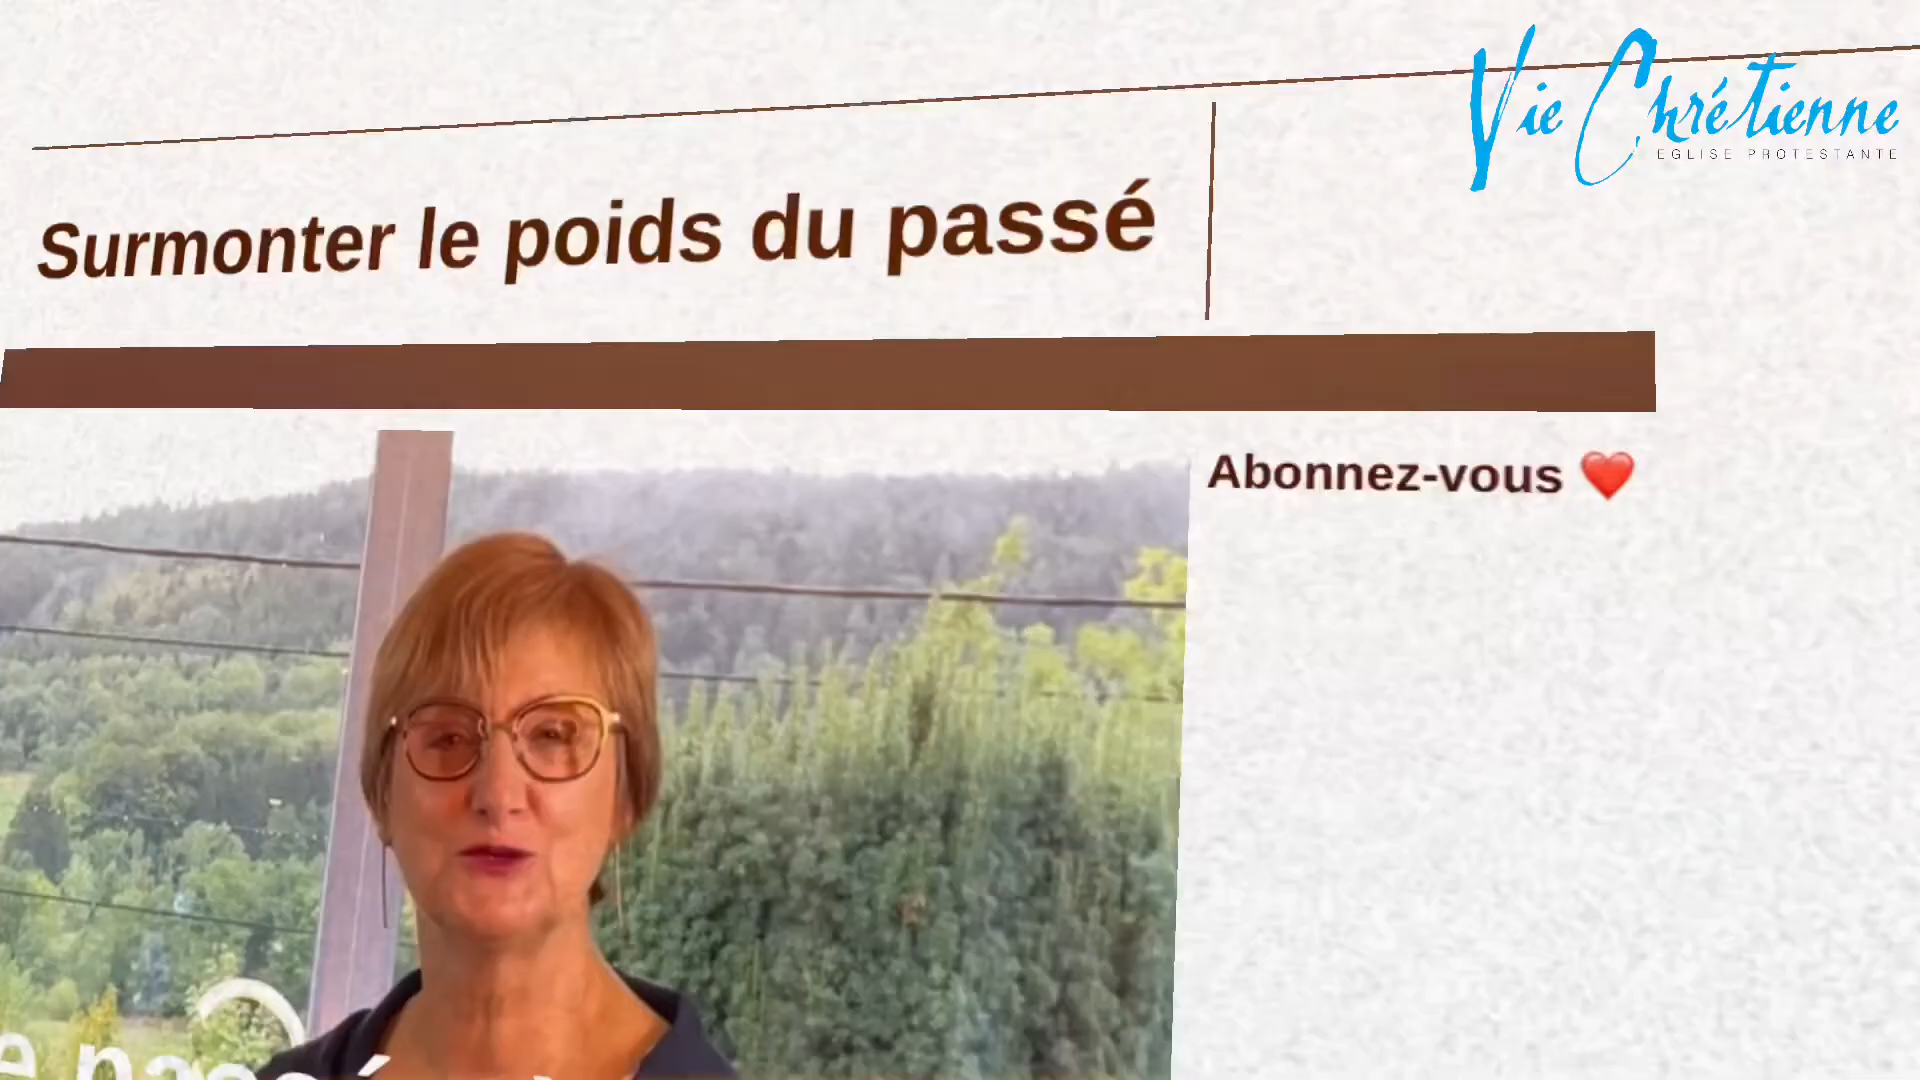 Vie Chrétienne
EGLISE PROTESTANTE
Surmonter le poids du passé
Abonnez-vous ❤️